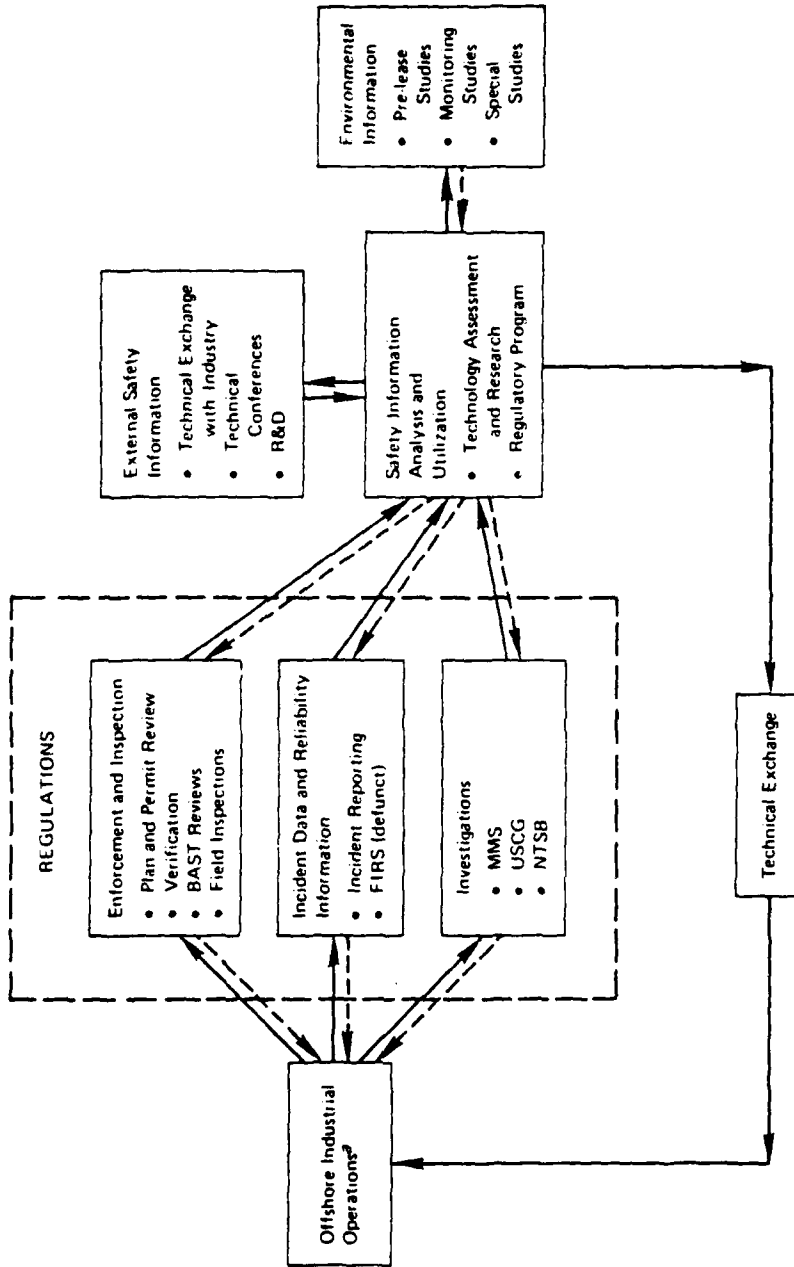 REGULATIONS
Offshore Industrial
Operationsᵃ
Enforcement and Inspection
• Plan and Permit Review
• Verification
• BAST Reviews
• Field Inspections
Incident Data and Reliability
Information
• Incident Reporting
• FIRS (defunct)
Investigations
• MMS
• USCG
• NTSB
External Safety
Information
• Technical Exchange
with Industry
• Technical
Conferences
• R&D
Safety Information
Analysis and
Utilization
• Technology Assessment
and Research
• Regulatory Program
Environmental
Information
• Pre-lease
Studies
• Monitoring
Studies
• Special
Studies
Technical Exchange